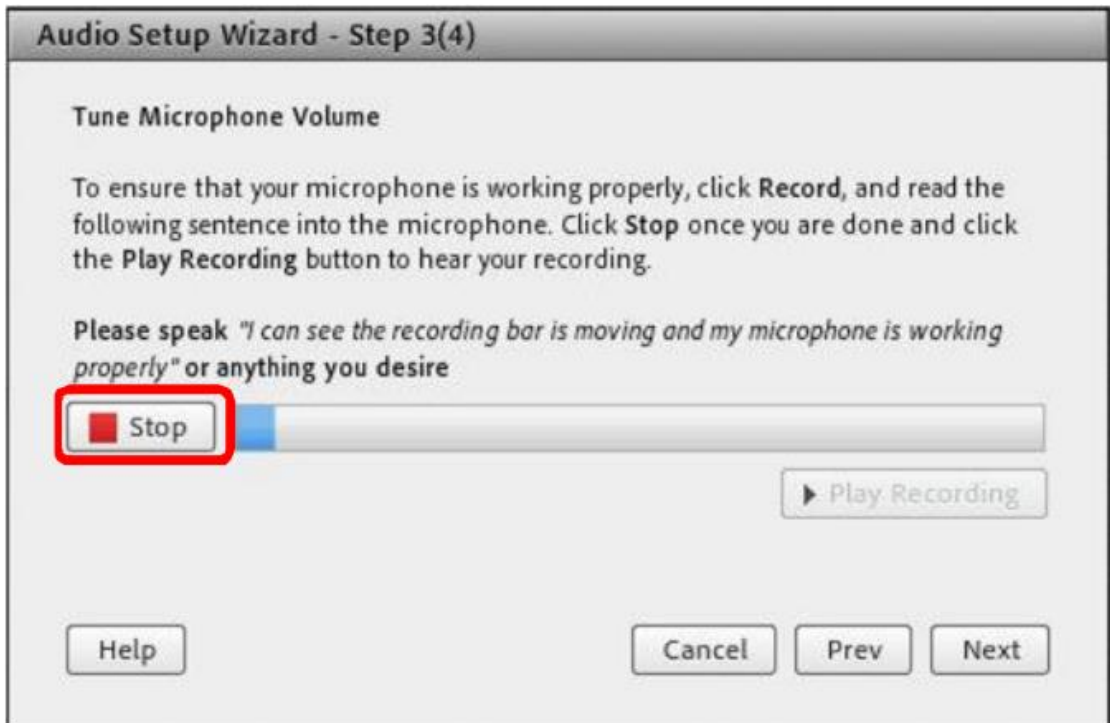 Audio Setup Wizard - Step 3(4)
Tune Microphone Volume
To ensure that your microphone is working properly, click Record, and read the
following sentence into the microphone. Click Stop once you are done and click
the Play Recording button to hear your recording.
Please speak "I can see the recording bar is moving and my microphone is working
properly" or anything you desire
Stop
Play Recording
Help Cancel Prev Next